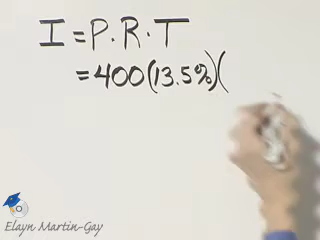 I = P · R · T
= 400 (13.5%) (
Elayn Martin-Gay